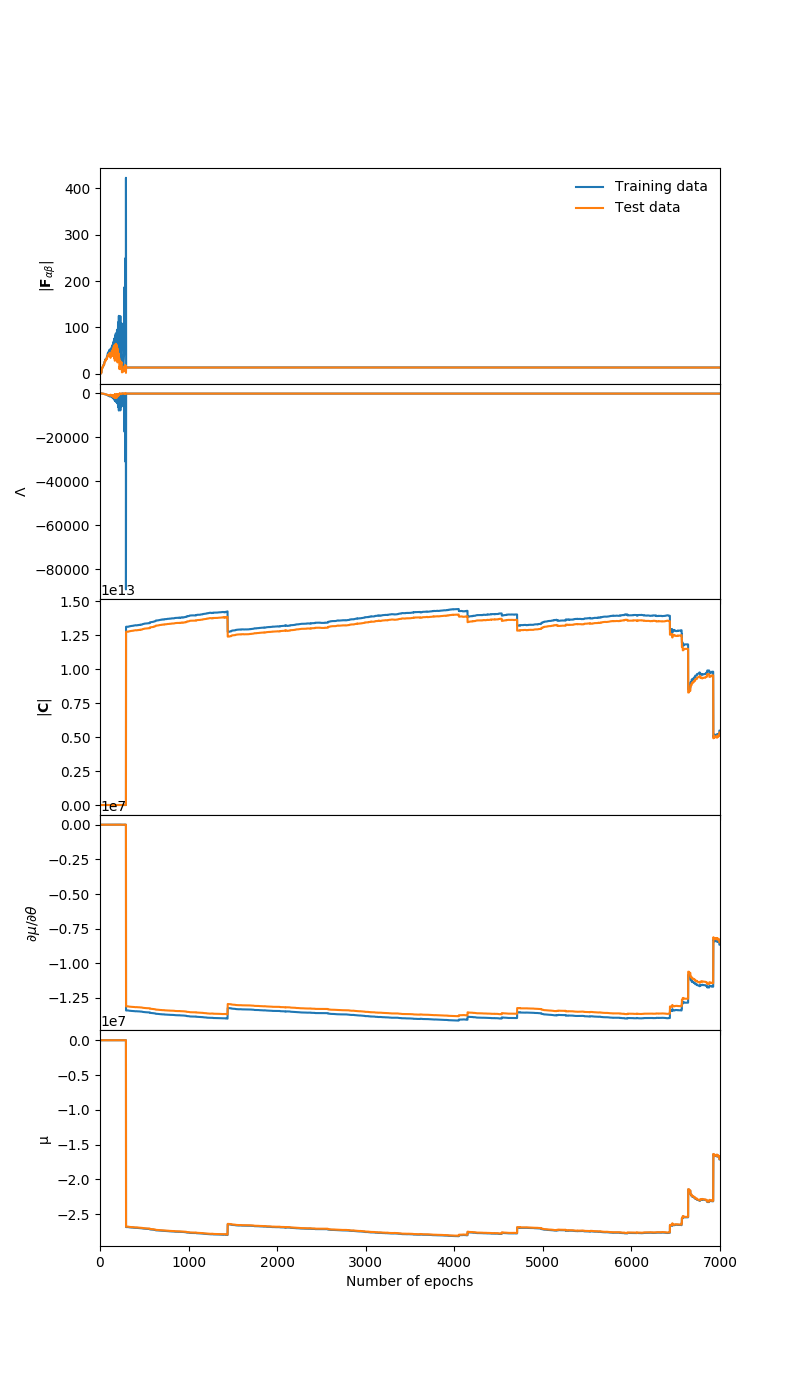 Training data
Test data
400
300
200
100
0
|F_{αβ}|
0
−20000
−40000
−60000
−80000
Λ
1e13
1.50
1.25
1.00
0.75
0.50
0.25
0.00
|C|
1e7
0.00
−0.25
−0.50
−0.75
−1.00
−1.25
∂μ/∂θ
1e7
0.0
−0.5
−1.0
−1.5
−2.0
−2.5
μ
0 1000 2000 3000 4000 5000 6000 7000
Number of epochs